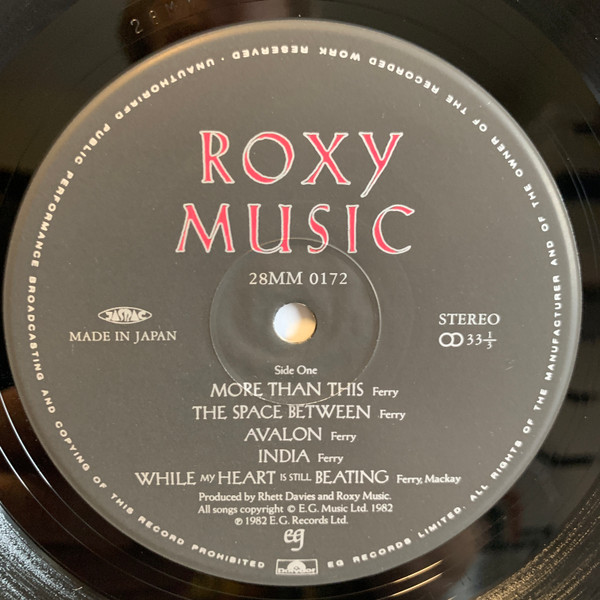 ROXY
MUSIC
28MM 0172
JASRAC
MADE IN JAPAN
STEREO
33 1/3
Side One
MORE THAN THIS Ferry
THE SPACE BETWEEN Ferry
AVALON Ferry
INDIA Ferry
WHILE MY HEART IS STILL BEATING Ferry, Mackay
Produced by Rhett Davies and Roxy Music.
All songs copyright © E.G. Music Ltd. 1982
℗ 1982 E.G. Records Ltd.
eg
Polydor
EG RECORDS LIMITED. ALL RIGHTS OF THE MANUFACTURER AND OF THE OWNER OF THE RECORDED WORK RESERVED · UNAUTHORIZED PUBLIC PERFORMANCE BROADCASTING AND COPYING OF THIS RECORD PROHIBITED